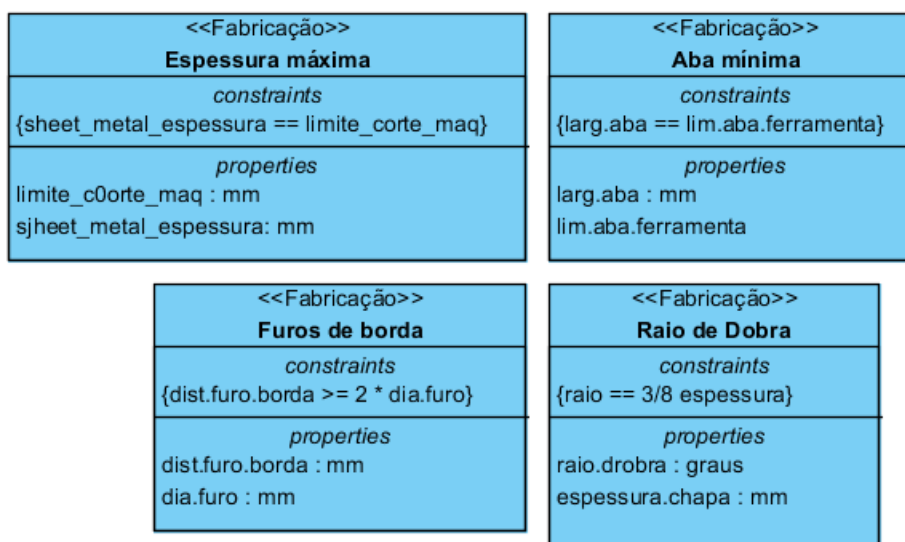 <<Fabricação>>
Espessura máxima
constraints
{sheet_metal_espessura == limite_corte_maq}
properties
limite_c0orte_maq : mm
sjheet_metal_espessura: mm
<<Fabricação>>
Aba mínima
constraints
{larg.aba == lim.aba.ferramenta}
properties
larg.aba : mm
lim.aba.ferramenta
<<Fabricação>>
Furos de borda
constraints
{dist.furo.borda >= 2 * dia.furo}
properties
dist.furo.borda : mm
dia.furo : mm
<<Fabricação>>
Raio de Dobra
constraints
{raio == 3/8 espessura}
properties
raio.drobra : graus
espessura.chapa : mm